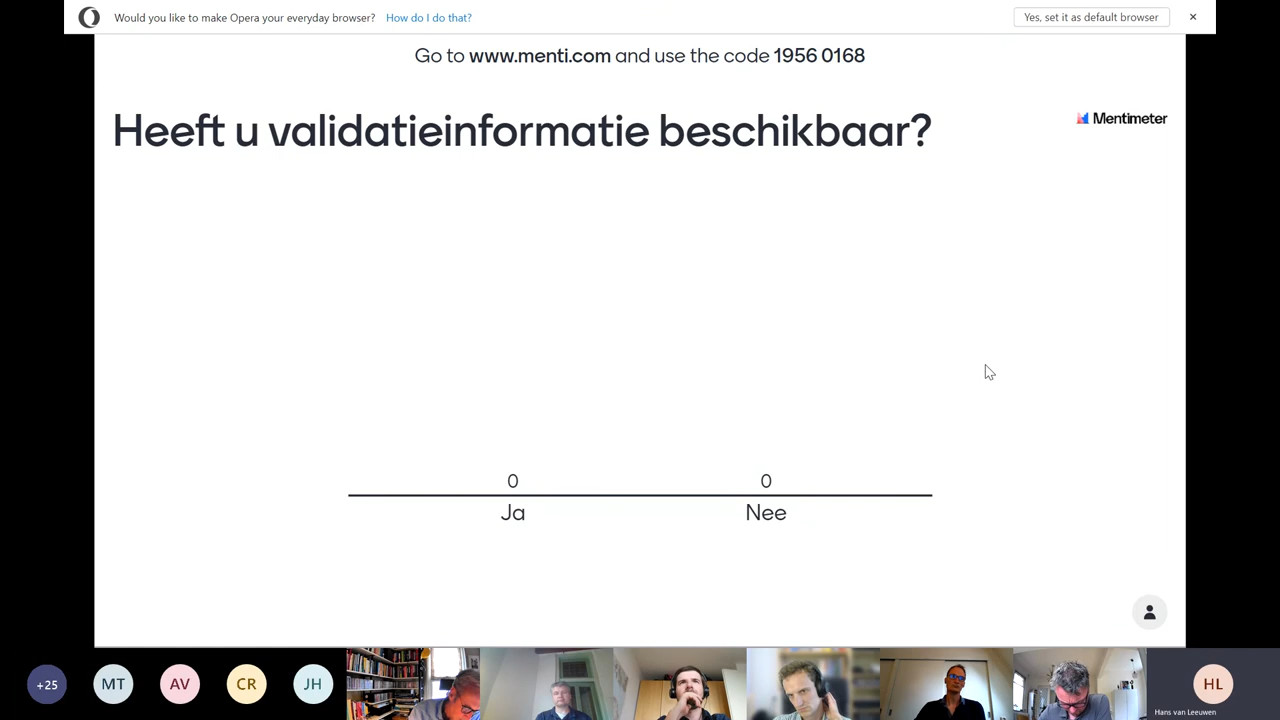 Would you like to make Opera your everyday browser? How do I do that? Yes, set it as default browser
Go to www.menti.com and use the code 1956 0168
Heeft u validatieinformatie beschikbaar?
Mentimeter
0 0
Ja Nee
+25 MT AV CR JH HL
Hans van Leeuwen